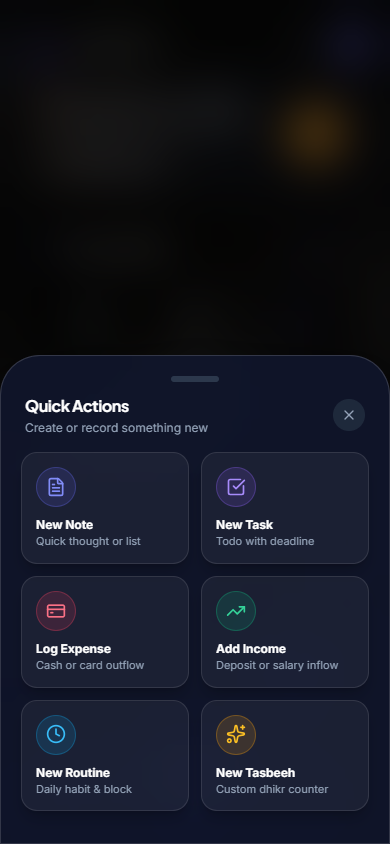 Quick Actions
Create or record something new
New Note
Quick thought or list
New Task
Todo with deadline
Log Expense
Cash or card outflow
Add Income
Deposit or salary inflow
New Routine
Daily habit & block
New Tasbeeh
Custom dhikr counter